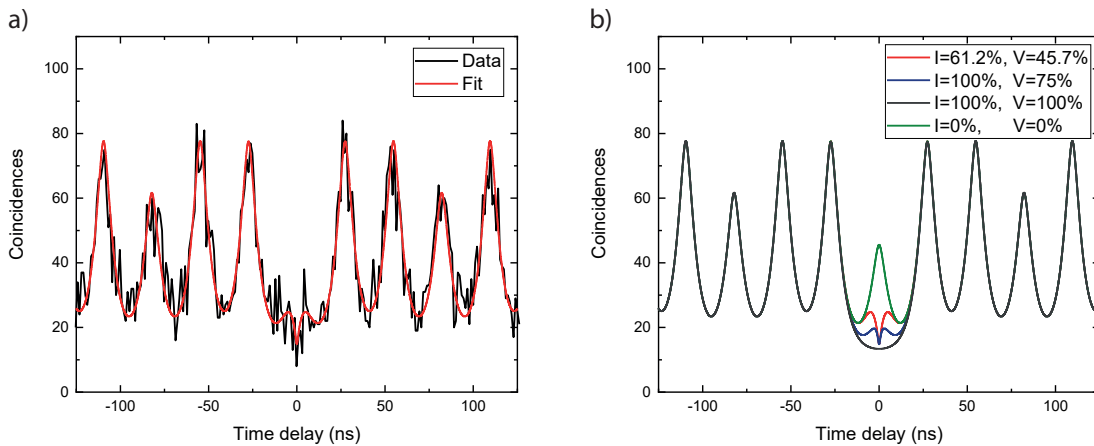 a)
Data
Fit
Coincidences
100
80
60
40
20
0
-100
-50
0
50
100
Time delay (ns)
b)
I=61.2%, V=45.7%
I=100%, V=75%
I=100%, V=100%
I=0%, V=0%
Coincidences
100
80
60
40
20
0
-100
-50
0
50
100
Time delay (ns)